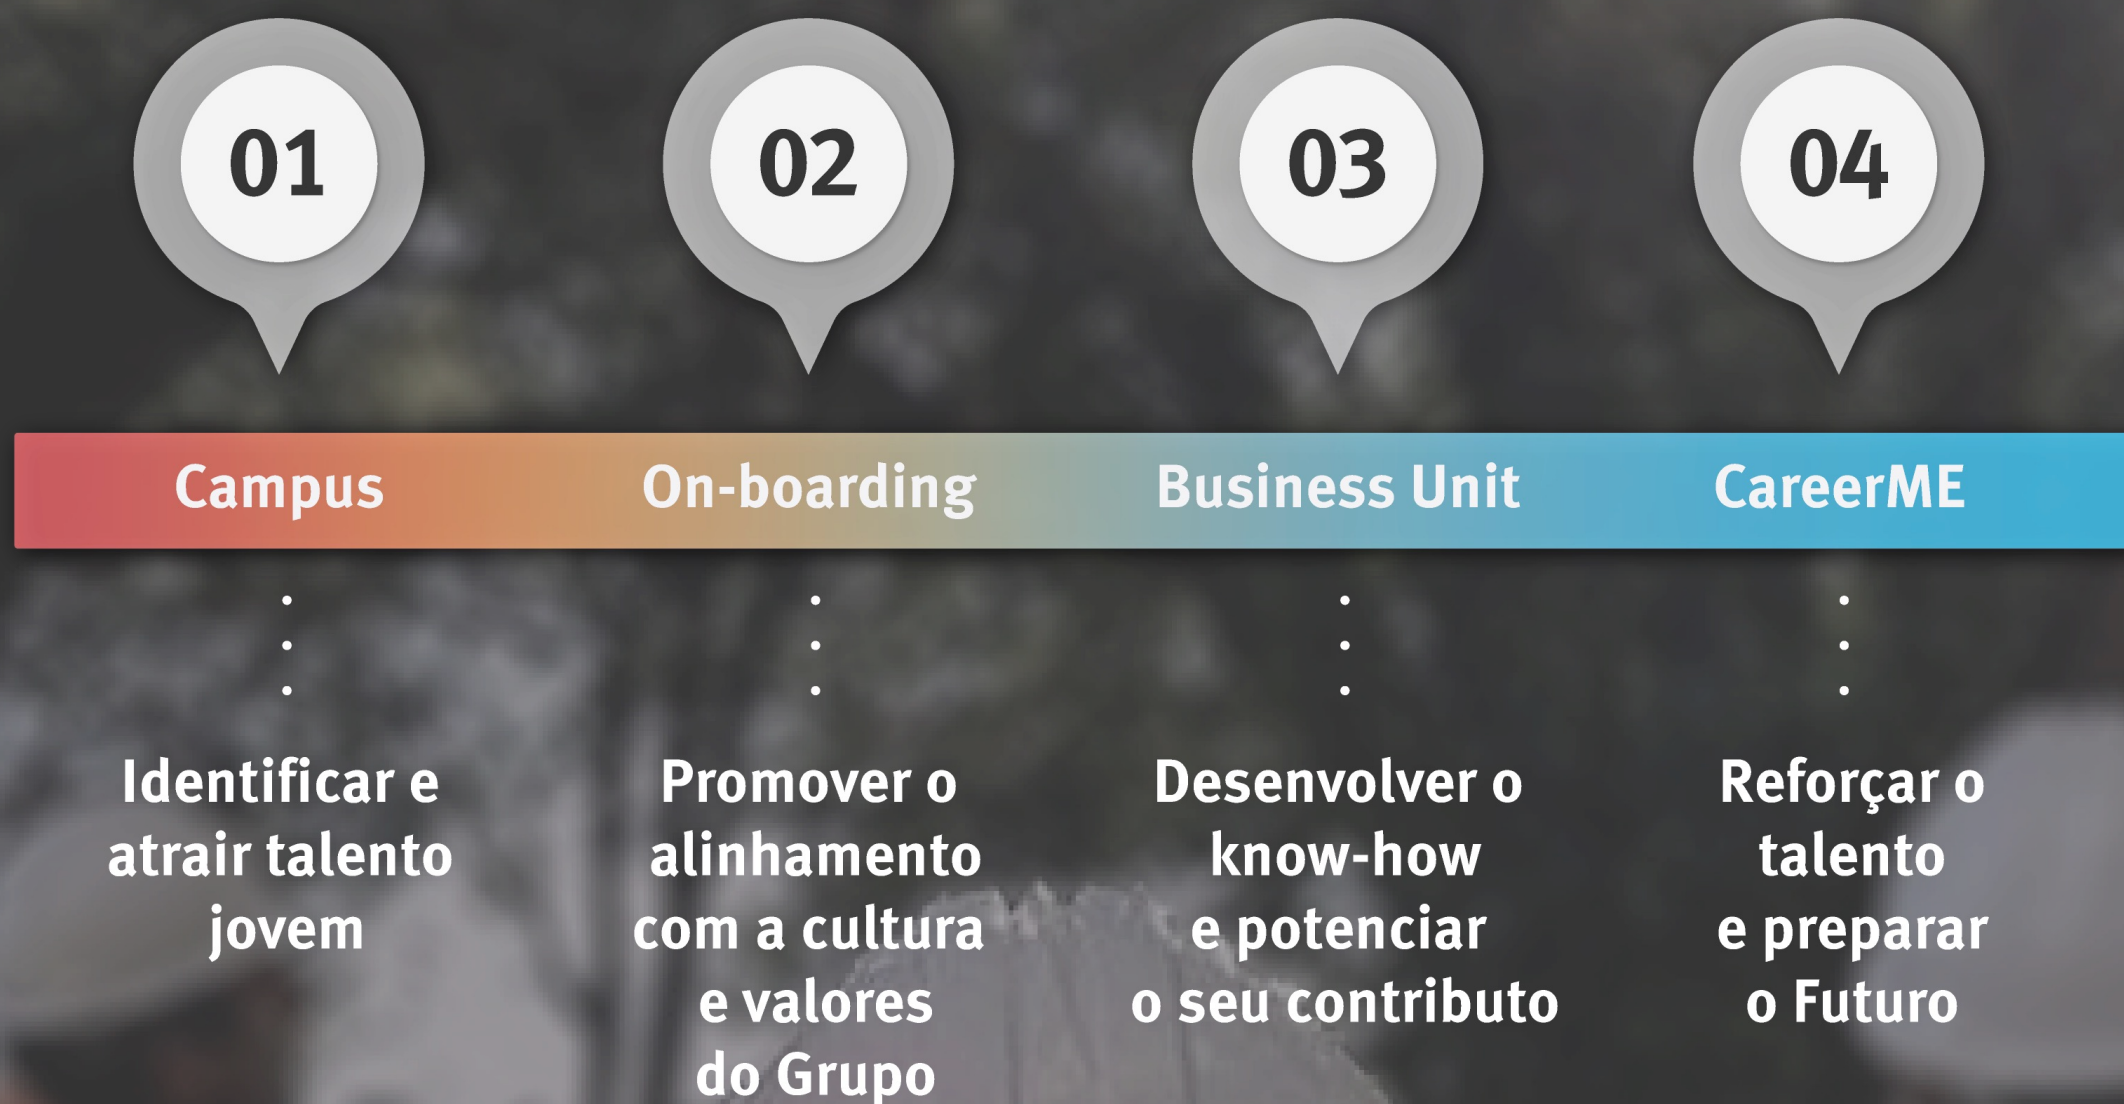 01
02
03
04
Campus
On-boarding
Business Unit
CareerME
Identificar e
atrair talento
jovem
Promover o
alinhamento
com a cultura
e valores
do Grupo
Desenvolver o
know-how
e potenciar
o seu contributo
Reforçar o
talento
e preparar
o Futuro